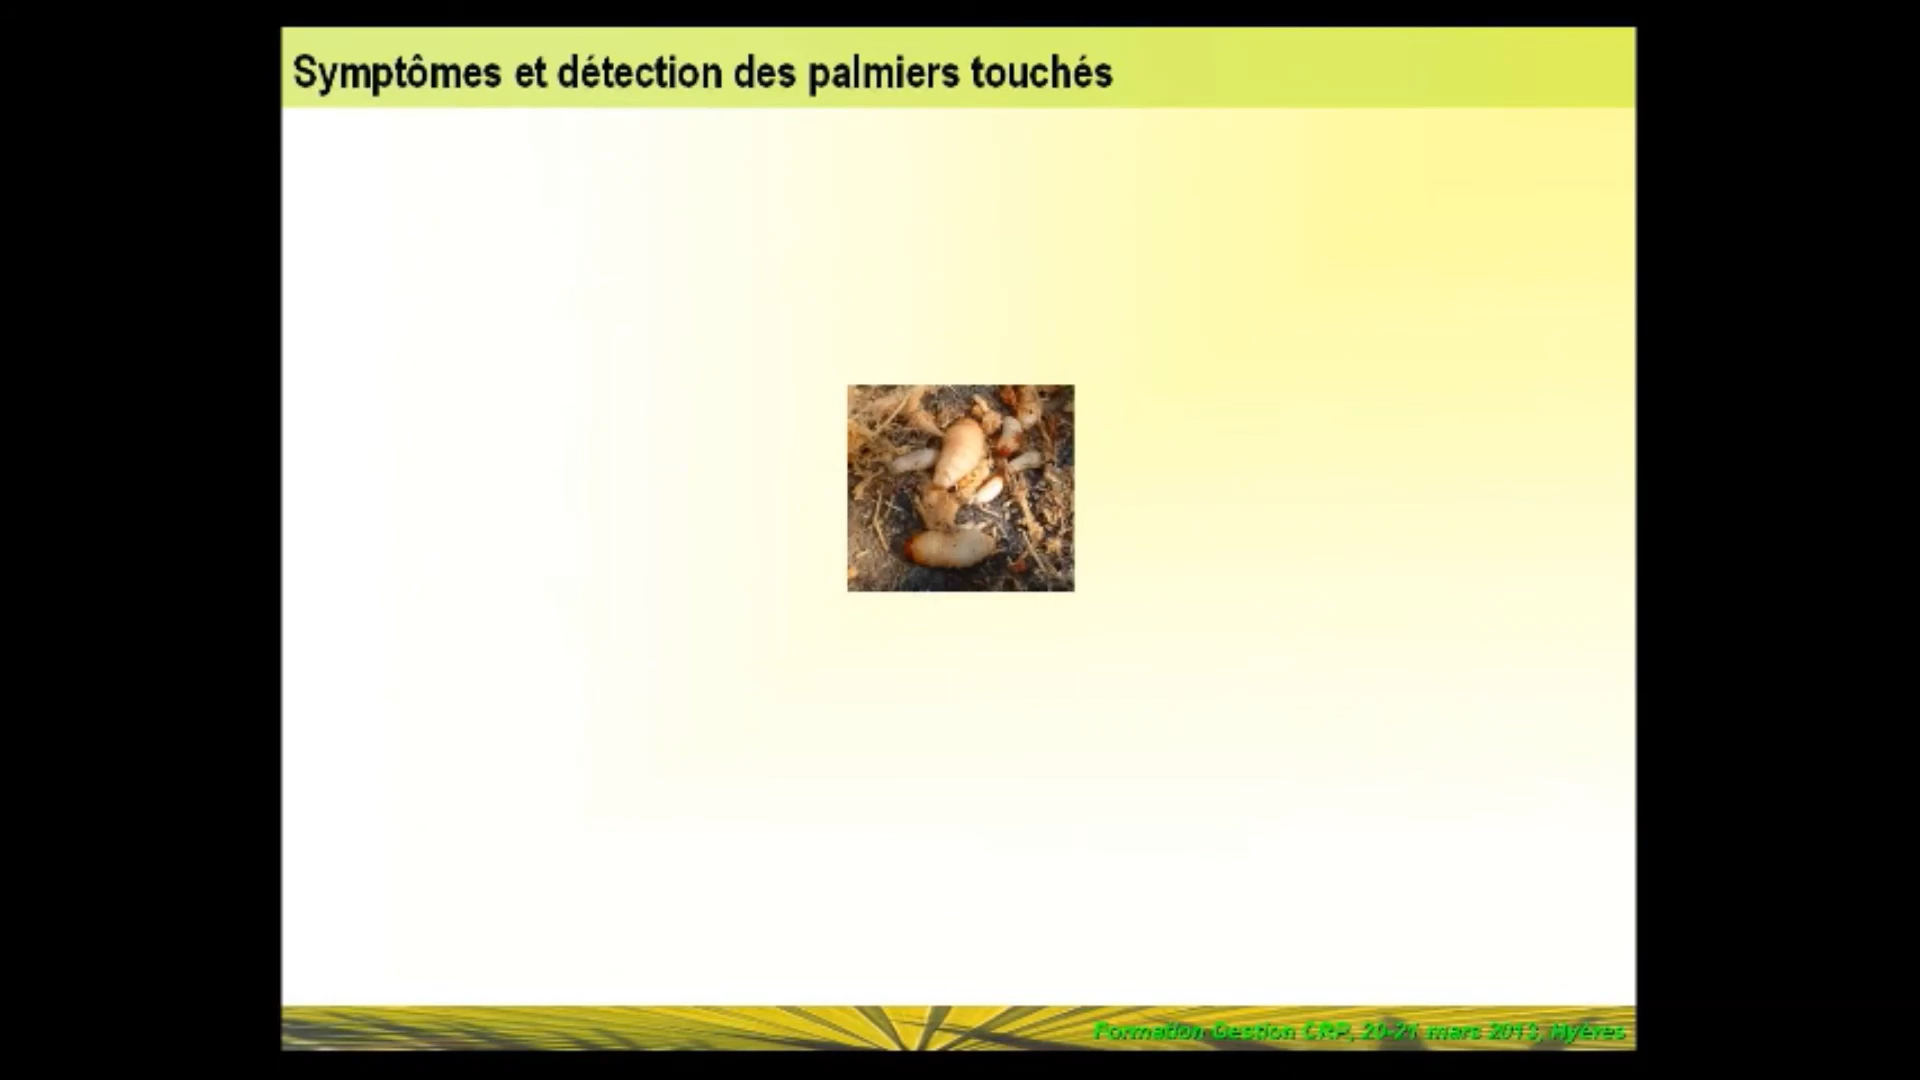 Symptômes et détection des palmiers touchés
Formation Gestion CRP, 20-21 mars 2013, Hyères